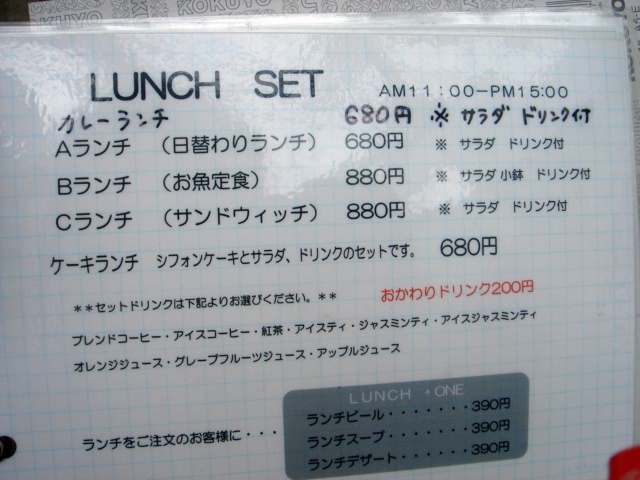 KOKUYO
LUNCH SET AM11:00-PM15:00
カレーランチ 680円 ※ サラダ ドリンク付
Aランチ （日替わりランチ） 680円 ※ サラダ ドリンク付
Bランチ （お魚定食） 880円 ※ サラダ 小鉢 ドリンク付
Cランチ （サンドウィッチ） 880円 ※ サラダ ドリンク付
ケーキランチ シフォンケーキとサラダ、ドリンクのセットです。 680円
**セットドリンクは下記よりお選びください。** おかわりドリンク200円
ブレンドコーヒー・アイスコーヒー・紅茶・アイスティ・ジャスミンティ・アイスジャスミンティ
オレンジジュース・グレープフルーツジュース・アップルジュース
LUNCH +ONE
ランチビール・・・・・・・390円
ランチをご注文のお客様に・・・ ランチスープ・・・・・・・390円
ランチデザート・・・・・・390円